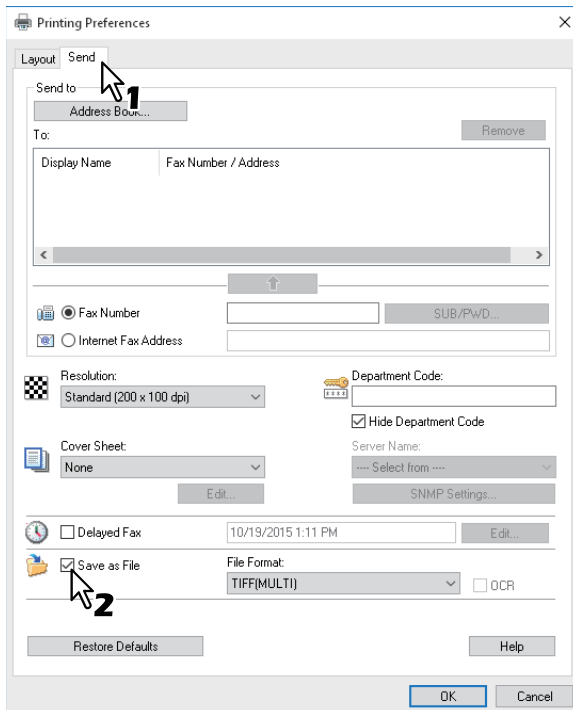 Printing Preferences
Layout Send
1
Send to
Address Book...
To:
Remove
Display Name Fax Number / Address
Fax Number
SUB/PWD...
Internet Fax Address
Resolution:
Standard (200 x 100 dpi)
Department Code:
Hide Department Code
Cover Sheet:
None
Edit...
Server Name:
---- Select from ----
SNMP Settings...
Delayed Fax
10/19/2015 1:11 PM
Edit...
Save as File
2
File Format:
TIFF(MULTI)
OCR
Restore Defaults
Help
OK
Cancel